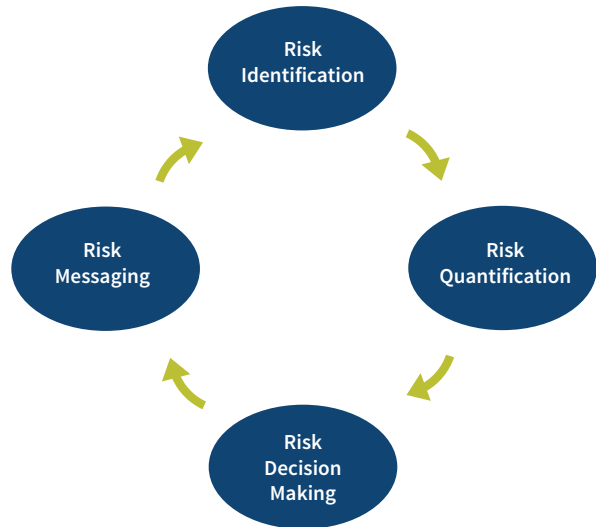 Risk
Identification
Risk
Quantification
Risk
Decision
Making
Risk
Messaging